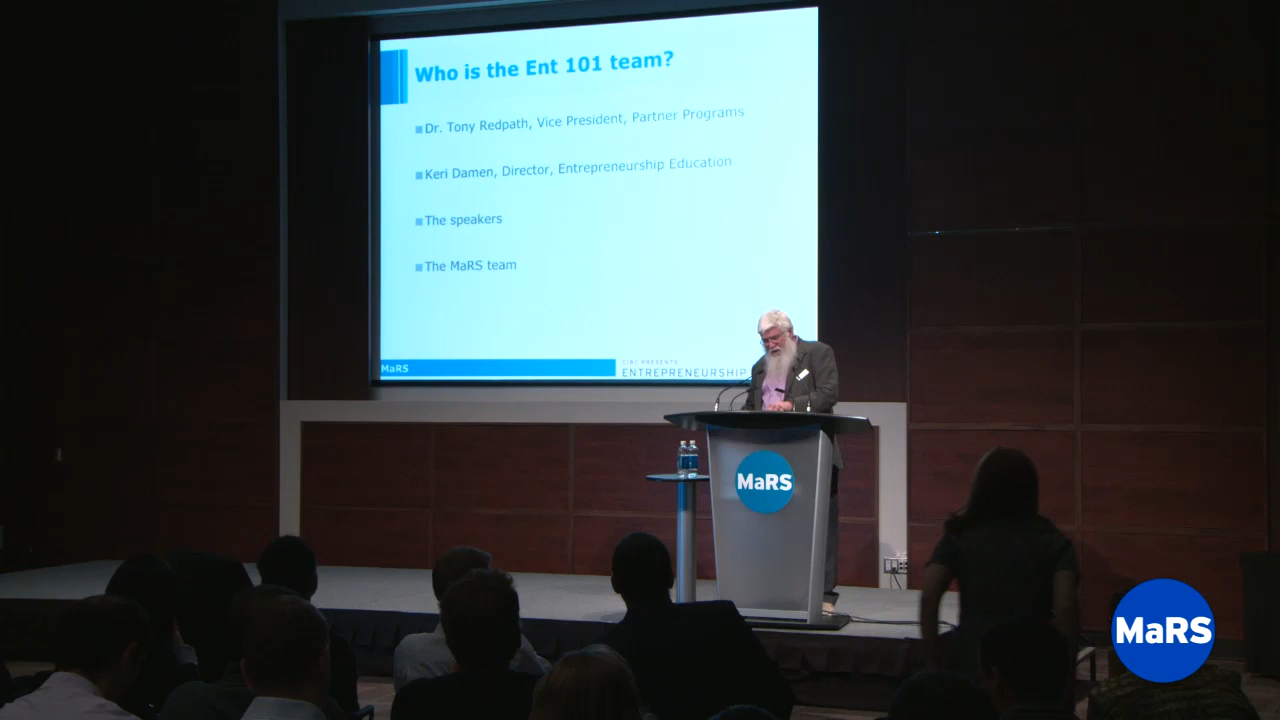 Who is the Ent 101 team?
Dr. Tony Redpath, Vice President, Partner Programs
Keri Damen, Director, Entrepreneurship Education
The speakers
The MaRS team
MaRS
CIBC PRESENTS
ENTREPRENEURSHIP
MaRS
MaRS